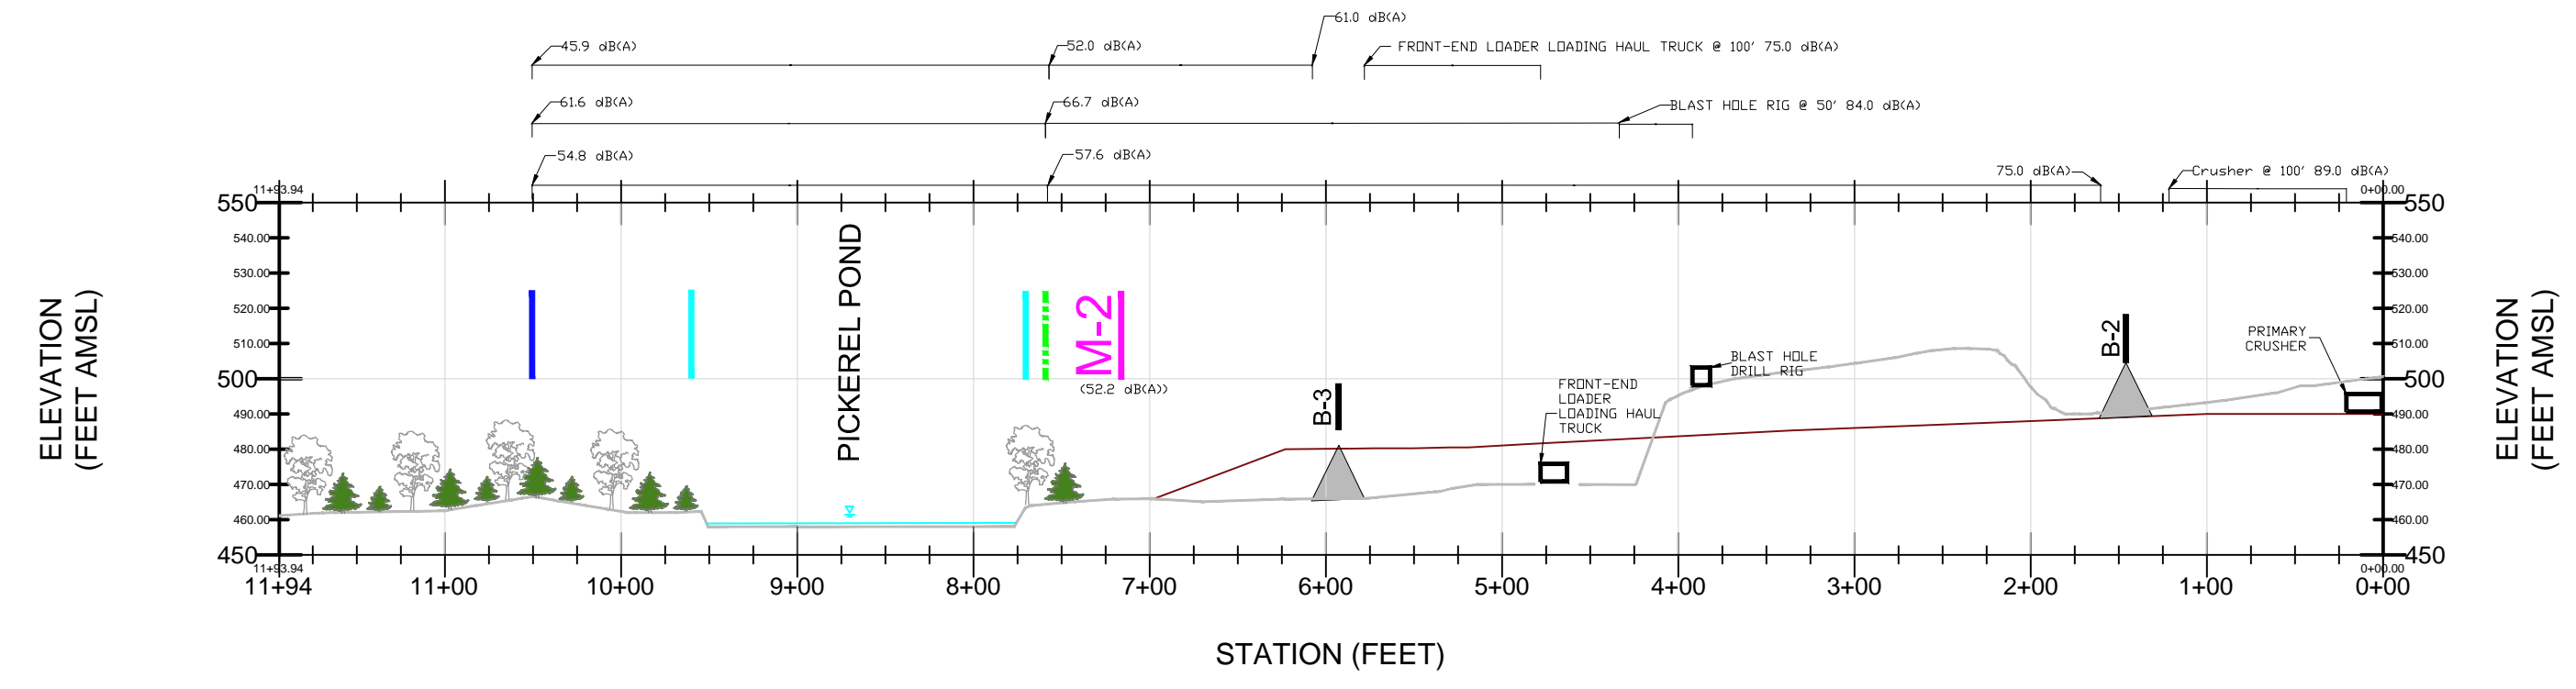 61.0 dB(A)
45.9 dB(A)
52.0 dB(A)
FRONT-END LOADER LOADING HAUL TRUCK @ 100' 75.0 dB(A)
61.6 dB(A)
66.7 dB(A)
BLAST HOLE RIG @ 50' 84.0 dB(A)
54.8 dB(A)
57.6 dB(A)
75.0 dB(A)
Crusher @ 100' 89.0 dB(A)
11+93.94
0+00.00
550
540.00
530.00
520.00
510.00
500
490.00
480.00
470.00
460.00
450
ELEVATION
(FEET AMSL)
PICKEREL POND
M-2
(52.2 dB(A))
B-3
FRONT-END
LOADER
LOADING HAUL
TRUCK
BLAST HOLE
DRILL RIG
B-2
PRIMARY
CRUSHER
550
540.00
530.00
520.00
510.00
500
490.00
480.00
470.00
460.00
450
ELEVATION
(FEET AMSL)
11+93.94
0+00.00
11+94
11+00
10+00
9+00
8+00
7+00
6+00
5+00
4+00
3+00
2+00
1+00
0+00
STATION (FEET)